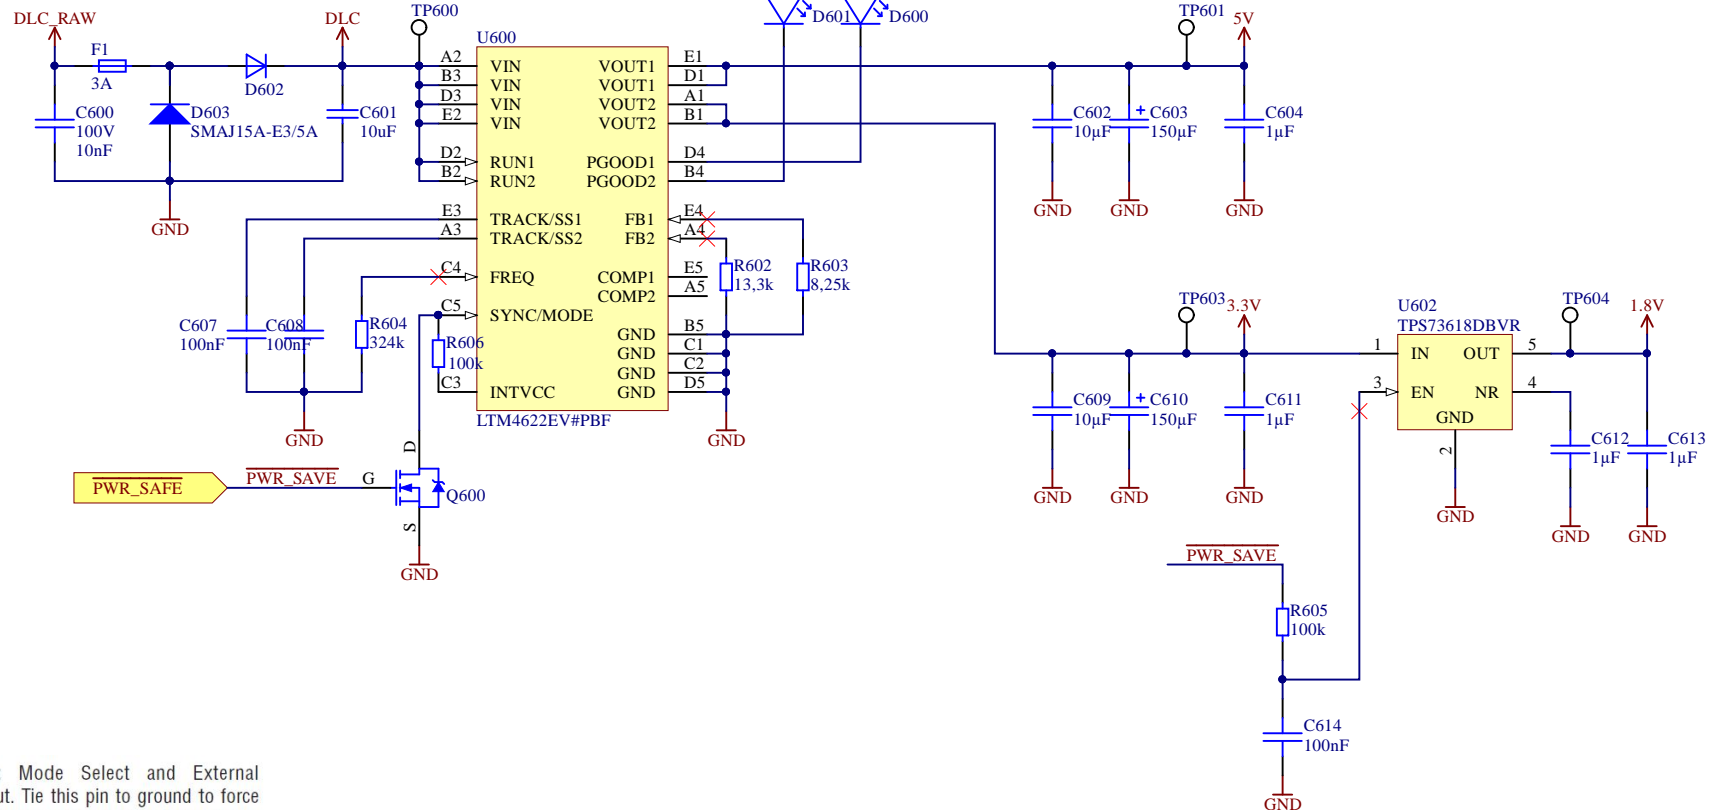 DLC_RAW
DLC
TP600
D601
D600
TP601
5V
F1
3A
D602
U600
C600
100V
10nF
D603
SMAJ15A-E3/5A
C601
10uF
A2 VIN VOUT1 E1
B3 VIN VOUT1 D1
D3 VIN VOUT2 A1
E2 VIN VOUT2 B1
D2 RUN1 PGOOD1 D4
B2 RUN2 PGOOD2 B4
E3 TRACK/SS1 FB1 E4
A3 TRACK/SS2 FB2 A4
C4 FREQ COMP1 E5
COMP2 A5
C5 SYNC/MODE
GND B5
GND C1
GND C2
C3 INTVCC GND D5
LTM4622EV#PBF
GND
C602
10µF
C603
150µF
C604
1µF
GND
GND
GND
R602
13,3k
R603
8,25k
C607
100nF
C608
100nF
R604
324k
R606
100k
GND
GND
TP603
3.3V
U602
TPS73618DBVR
TP604
1.8V
1 IN OUT 5
3 EN NR 4
GND
2
C609
10µF
C610
150µF
C611
1µF
C612
1µF
C613
1µF
GND
GND
GND
GND
GND
GND
PWR_SAFE
PWR_SAVE
G
D
S
Q600
GND
PWR_SAVE
R605
100k
C614
100nF
GND
Mode Select and External
ut. Tie this pin to ground to force